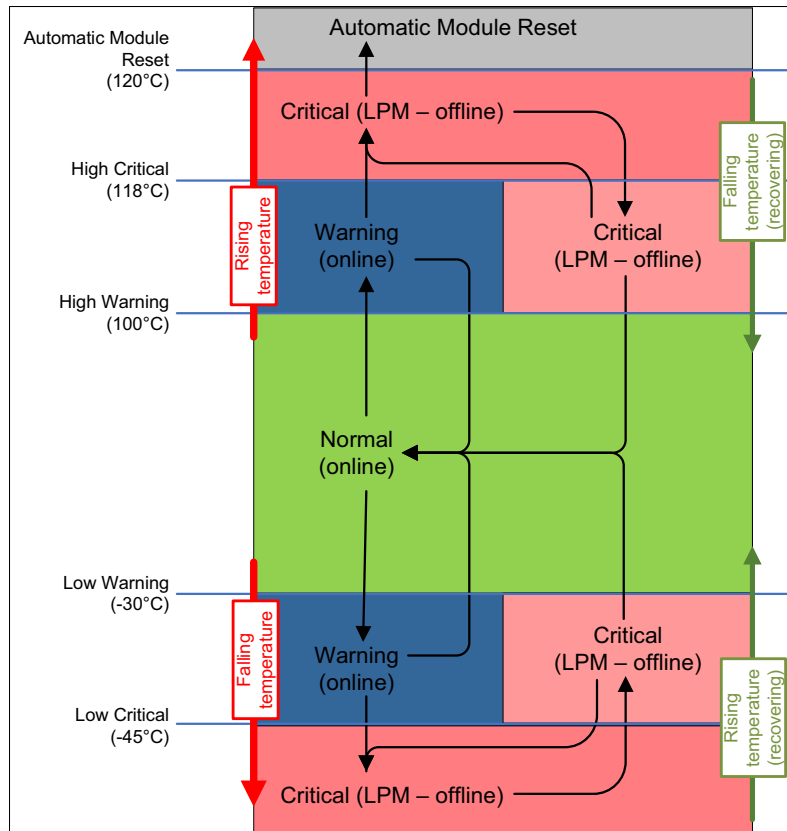 Automatic Module Reset
Automatic Module
Reset
(120°C)
Critical (LPM – offline)
High Critical
(118°C)
Rising
temperature
Warning
(online)
Critical
(LPM – offline)
Falling
temperature
(recovering)
High Warning
(100°C)
Normal
(online)
Low Warning
(-30°C)
Falling
temperature
Warning
(online)
Critical
(LPM – offline)
Rising
temperature
(recovering)
Low Critical
(-45°C)
Critical (LPM – offline)